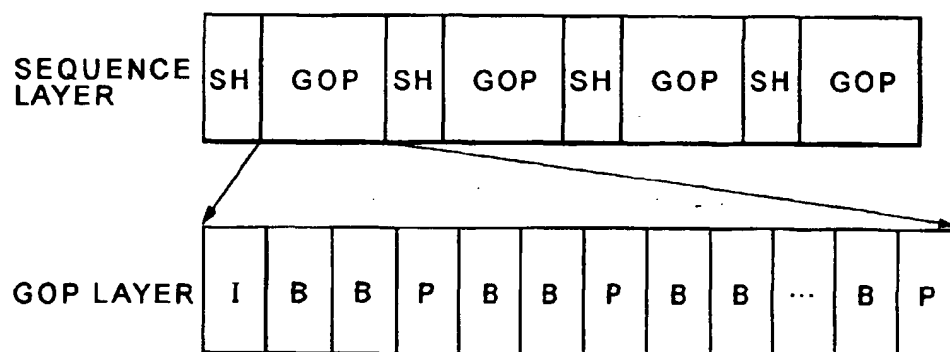 SEQUENCE LAYER
SH GOP SH GOP SH GOP SH GOP
GOP LAYER
I B B P B B P B B ... B P